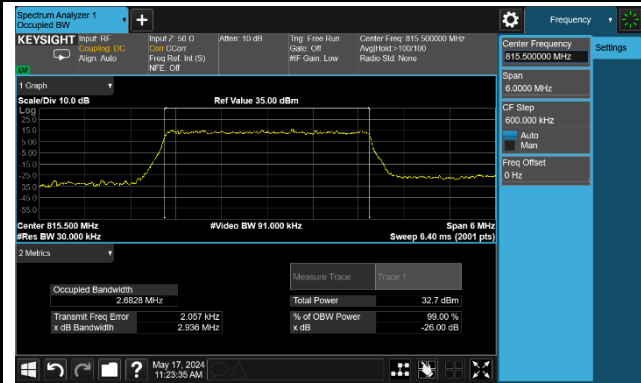 Spectrum Analyzer 1
Occupied BW
Frequency
KEYSIGHT
Input: RF
Coupling: DC
Align: Auto
Input Z: 50 Ω
Corr CCorr
Freq Ref: Int (S)
NFE: Off
Atten: 10 dB
Trig: Free Run
Gate: Off
#IF Gain: Low
Center Freq: 815.500000 MHz
Avg|Hold:>100/100
Radio Std: None
Center Frequency
815.500000 MHz
Settings
Span
6.0000 MHz
CF Step
600.000 kHz
Auto
Man
Freq Offset
0 Hz
1 Graph
Scale/Div 10.0 dB
Ref Value 35.00 dBm
Log
25.0
15.0
5.00
-5.00
-15.0
-25.0
-35.0
-45.0
-55.0
Center 815.500 MHz
#Video BW 91.000 kHz
Span 6 MHz
#Res BW 30.000 kHz
Sweep 6.40 ms (2001 pts)
2 Metrics
Measure Trace
Trace 1
Occupied Bandwidth
2.6828 MHz
Total Power
32.7 dBm
Transmit Freq Error
2.057 kHz
% of OBW Power
99.00 %
x dB Bandwidth
2.936 MHz
x dB
-26.00 dB
?
May 17, 2024
11:23:35 AM